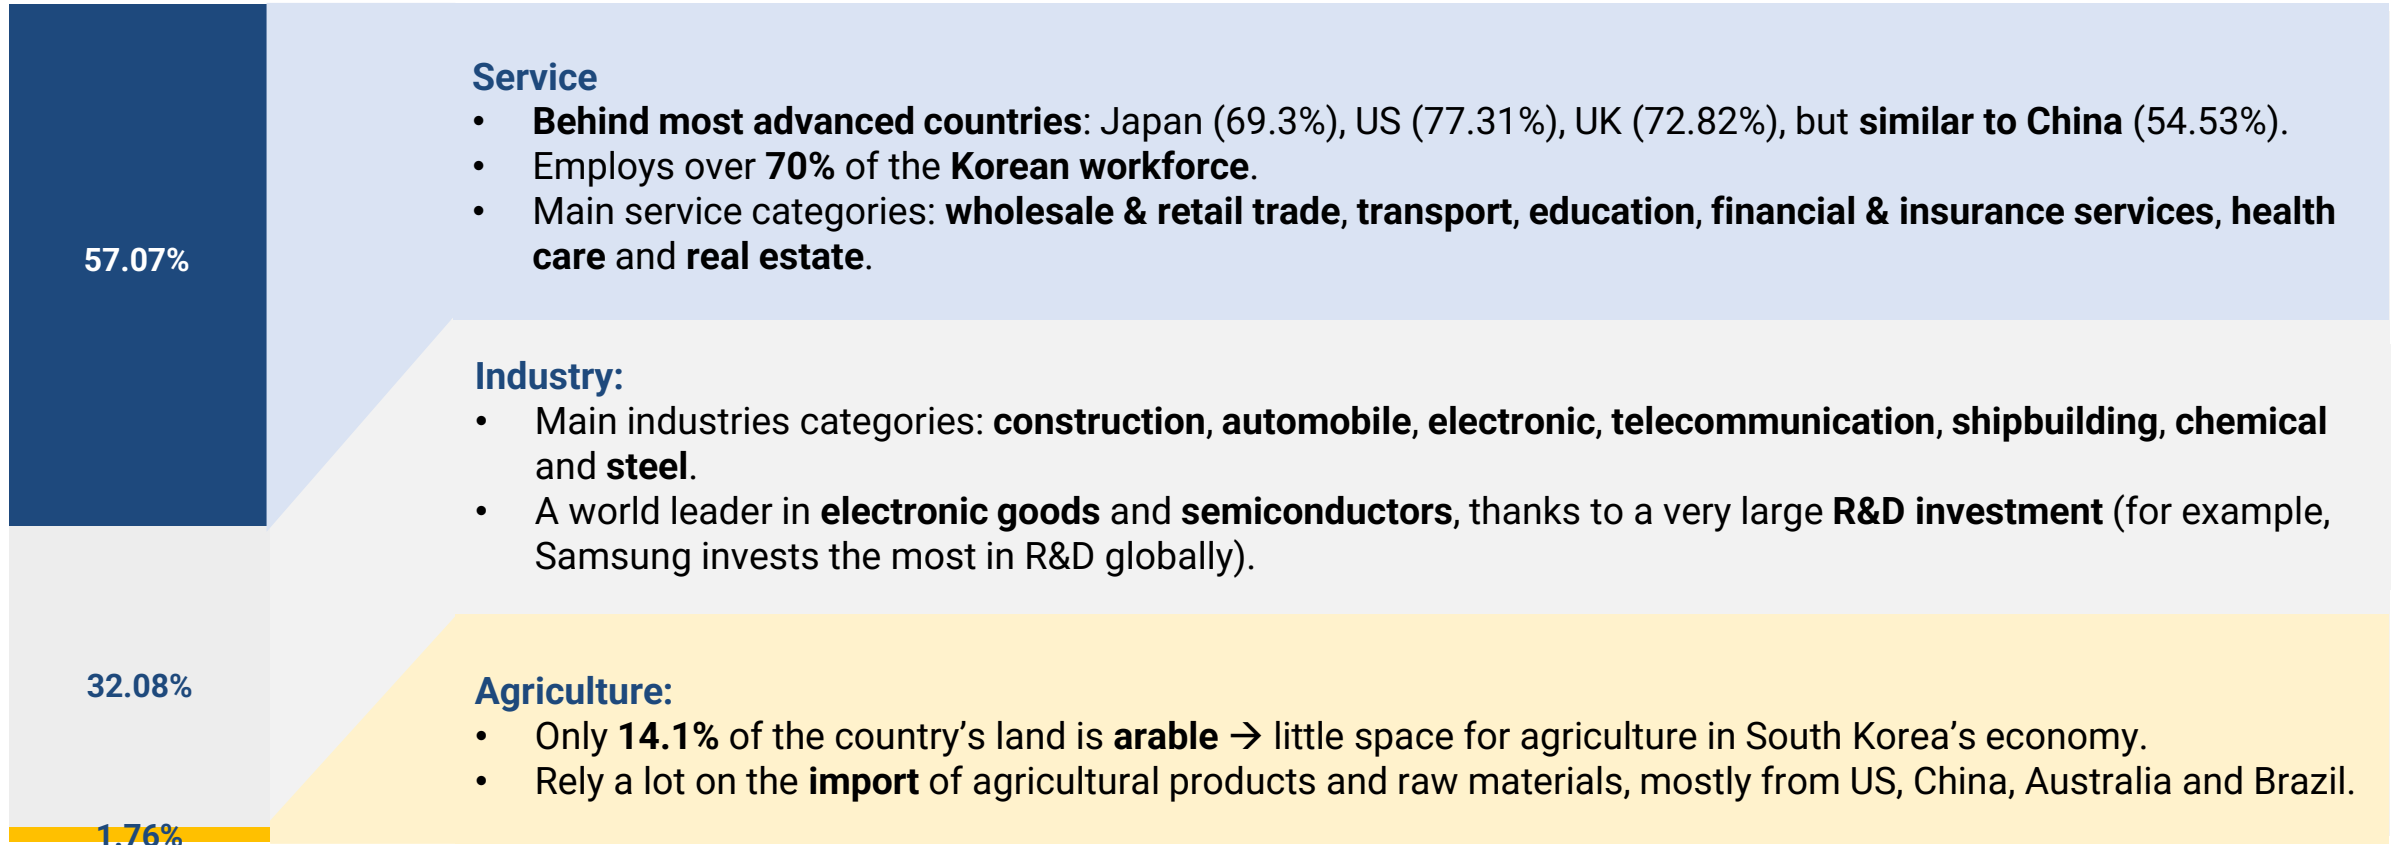 Service
• Behind most advanced countries: Japan (69.3%), US (77.31%), UK (72.82%), but similar to China (54.53%).
• Employs over 70% of the Korean workforce.
• Main service categories: wholesale & retail trade, transport, education, financial & insurance services, health
care and real estate.
57.07%
Industry:
• Main industries categories: construction, automobile, electronic, telecommunication, shipbuilding, chemical
and steel.
• A world leader in electronic goods and semiconductors, thanks to a very large R&D investment (for example,
Samsung invests the most in R&D globally).
32.08%
Agriculture:
• Only 14.1% of the country’s land is arable → little space for agriculture in South Korea’s economy.
• Rely a lot on the import of agricultural products and raw materials, mostly from US, China, Australia and Brazil.
1.76%